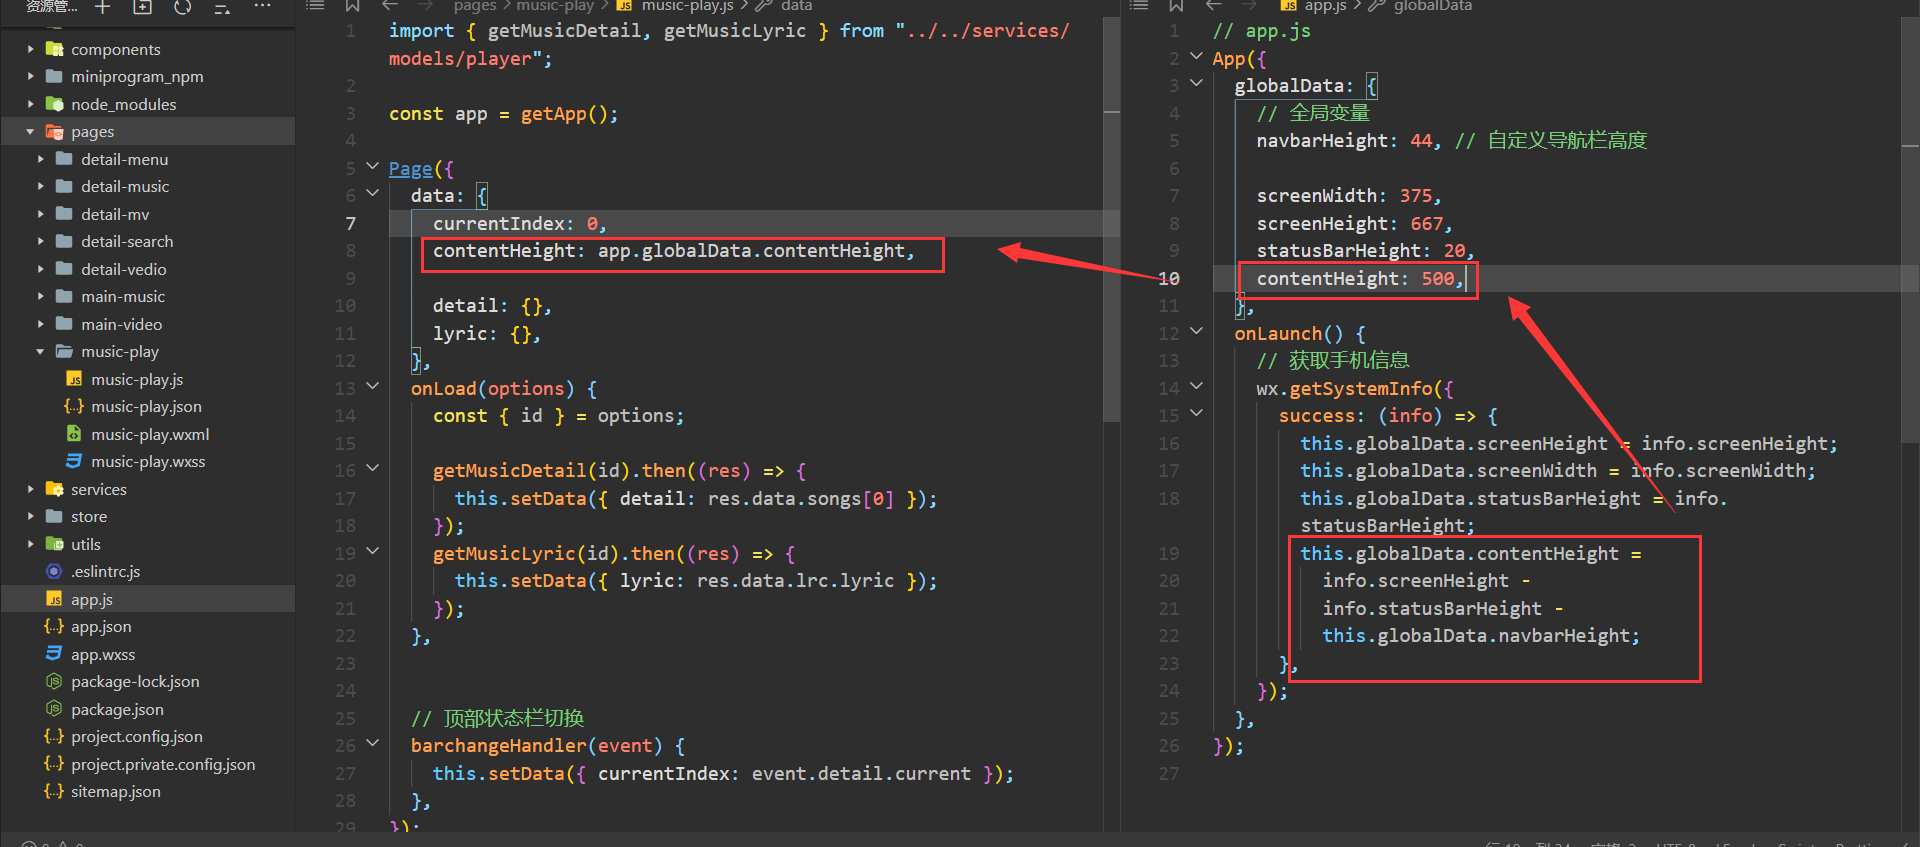 资源管...
components
miniprogram_npm
node_modules
pages
detail-menu
detail-music
detail-mv
detail-search
detail-vedio
main-music
main-video
music-play
music-play.js
music-play.json
music-play.wxml
music-play.wxss
services
store
utils
.eslintrc.js
app.js
app.json
app.wxss
package-lock.json
package.json
project.config.json
project.private.config.json
sitemap.json
pages > music-play > JS music-play.js > data
1 import { getMusicDetail, getMusicLyric } from "../../services/
models/player";
2
3 const app = getApp();
4
5 Page({
6 data: {
7 currentIndex: 0,
8 contentHeight: app.globalData.contentHeight,
9
10 detail: {},
11 lyric: {},
12 },
13 onLoad(options) {
14 const { id } = options;
15
16 getMusicDetail(id).then((res) => {
17 this.setData({ detail: res.data.songs[0] });
18 });
19 getMusicLyric(id).then((res) => {
20 this.setData({ lyric: res.data.lrc.lyric });
21 });
22 },
23
24
25 // 顶部状态栏切换
26 barchangeHandler(event) {
27 this.setData({ currentIndex: event.detail.current });
28 },
29 });
JS app.js > globalData
1 // app.js
2 App({
3 globalData: {
4 // 全局变量
5 navbarHeight: 44, // 自定义导航栏高度
6
7 screenWidth: 375,
8 screenHeight: 667,
9 statusBarHeight: 20,
10 contentHeight: 500,
11 },
12 onLaunch() {
13 // 获取手机信息
14 wx.getSystemInfo({
15 success: (info) => {
16 this.globalData.screenHeight = info.screenHeight;
17 this.globalData.screenWidth = info.screenWidth;
18 this.globalData.statusBarHeight = info.
statusBarHeight;
19 this.globalData.contentHeight =
20 info.screenHeight -
21 info.statusBarHeight -
22 this.globalData.navbarHeight;
23 },
24 });
25 },
26 });
27